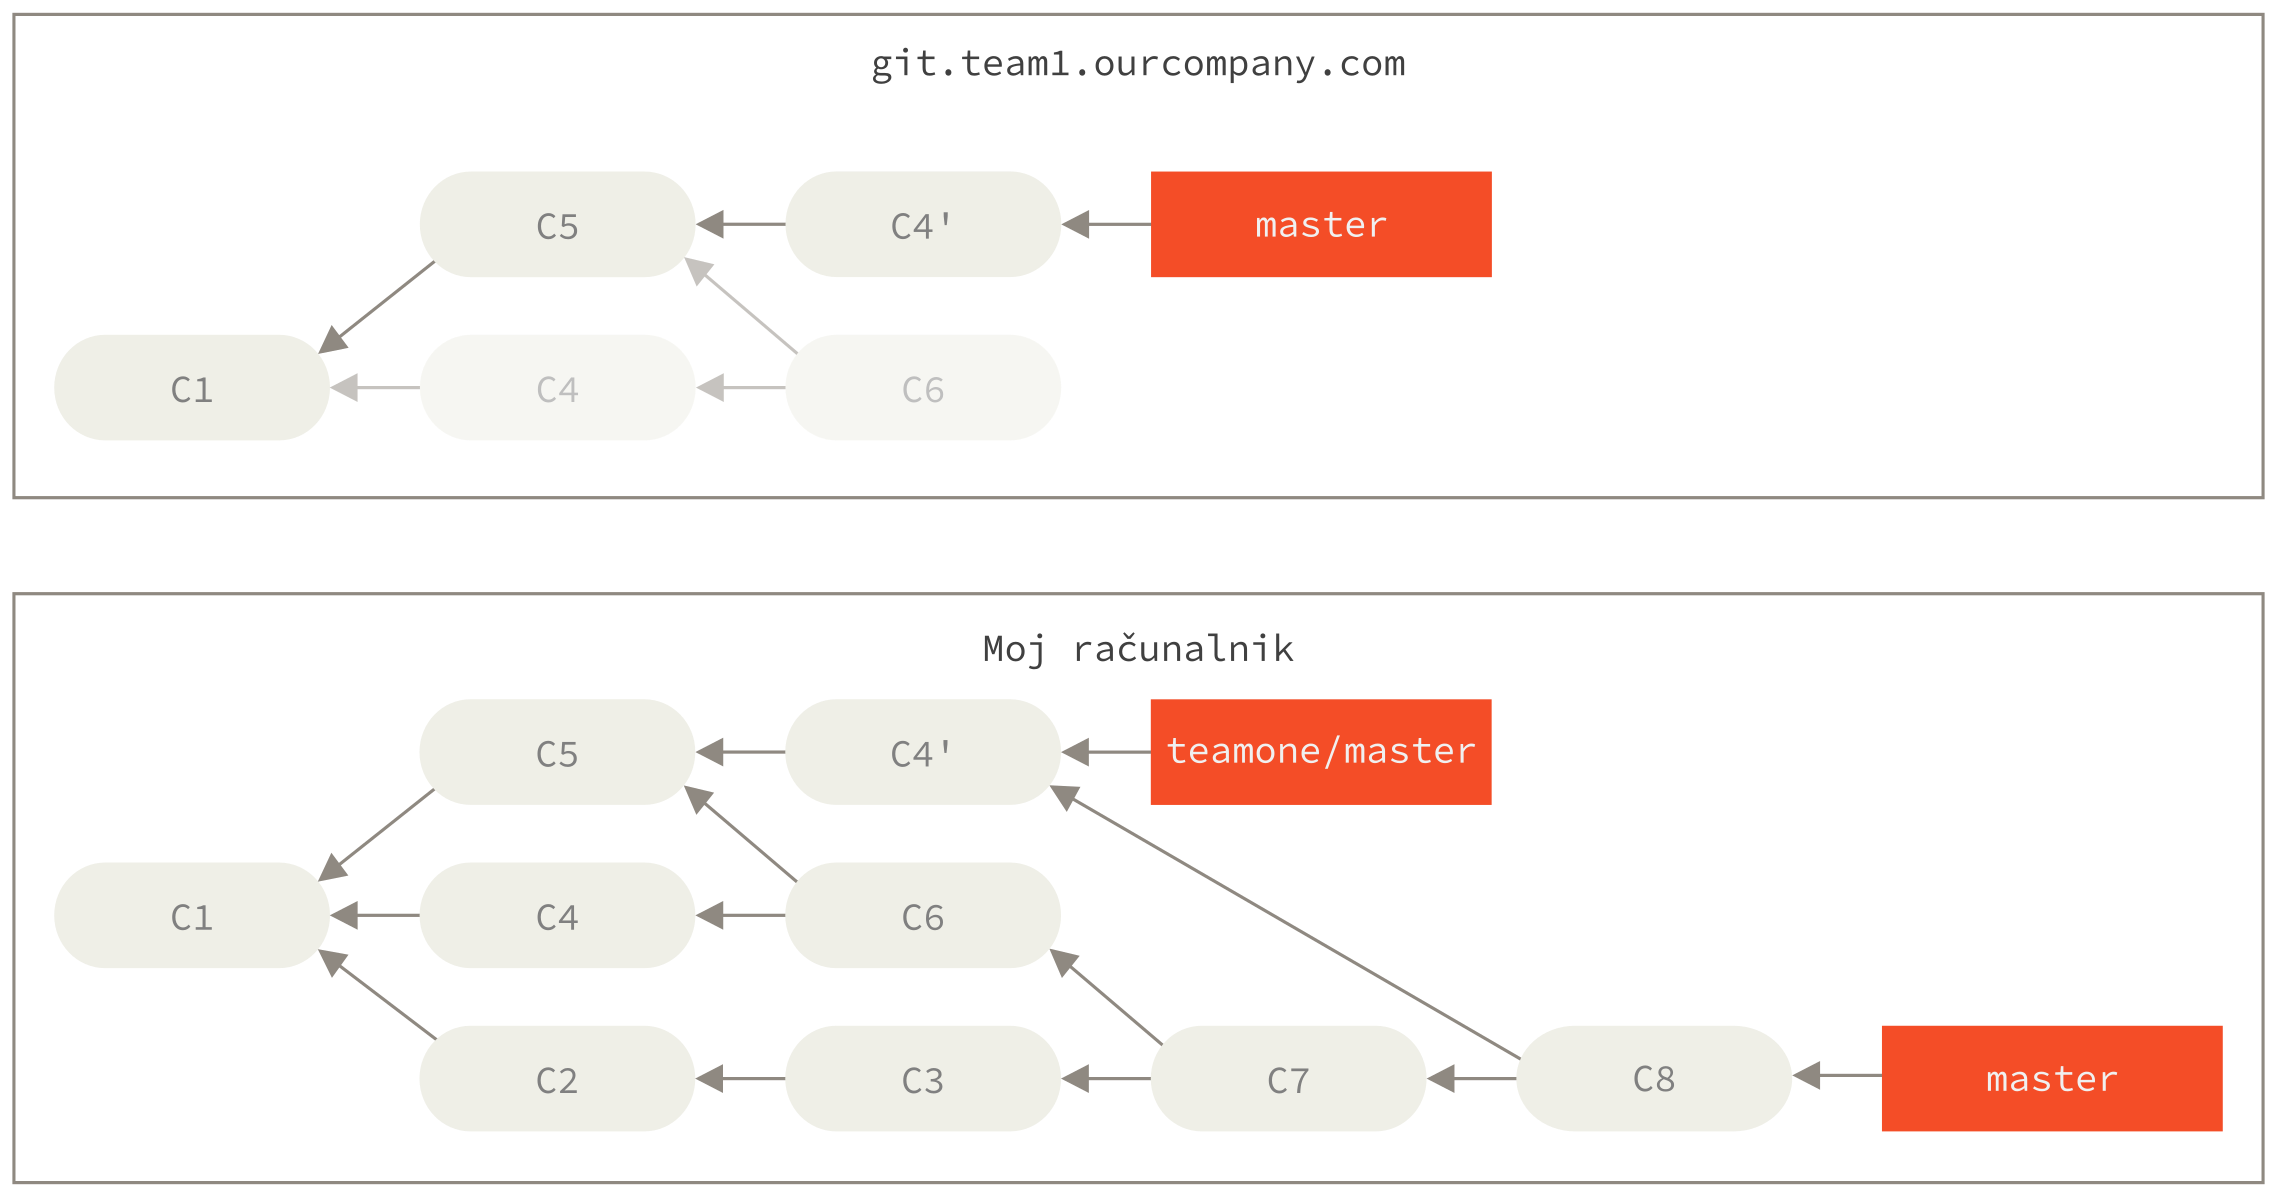 git.team1.ourcompany.com
C5 C4' master
C1 C4 C6
Moj računalnik
C5 C4' teamone/master
C1 C4 C6
C2 C3 C7 C8 master